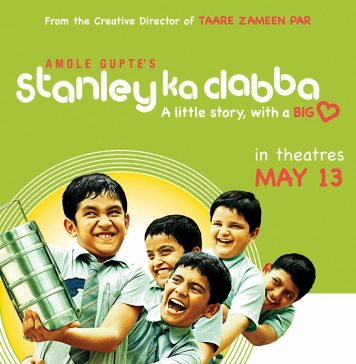 From the Creative Director of TAARE ZAMEEN PAR
AMOLE GUPTE'S
Stanley ka dabba
A little story, with a BIG
in theatres
MAY 13